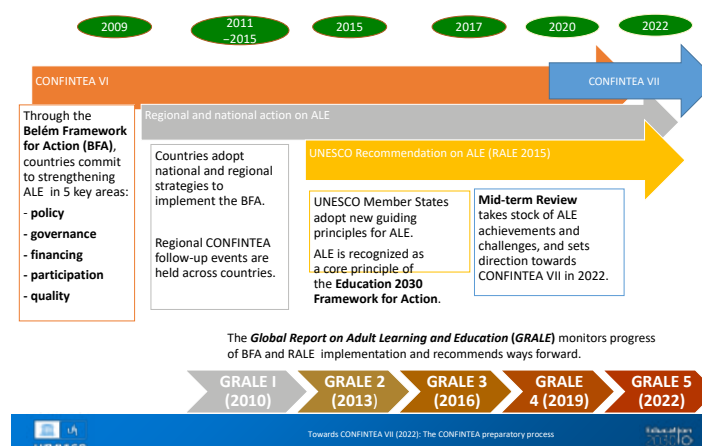 2009
2011
–2015
2015
2017
2020
2022
CONFINTEA VI
CONFINTEA VII
Regional and national action on ALE
UNESCO Recommendation on ALE (RALE 2015)
Through the
Belém Framework
for Action (BFA),
countries commit
to strengthening
ALE in 5 key areas:
- policy
- governance
- financing
- participation
- quality
Countries adopt
national and regional
strategies to
implement the BFA.
Regional CONFINTEA
follow-up events are
held across countries.
UNESCO Member States
adopt new guiding
principles for ALE.
ALE is recognized as
a core principle of
the Education 2030
Framework for Action.
Mid-term Review
takes stock of ALE
achievements and
challenges, and sets
direction towards
CONFINTEA VII in 2022.
The Global Report on Adult Learning and Education (GRALE) monitors progress
of BFA and RALE implementation and recommends ways forward.
GRALE I
(2010)
GRALE 2
(2013)
GRALE 3
(2016)
GRALE
4 (2019)
GRALE 5
(2022)
Towards CONFINTEA VII (2022): The CONFINTEA preparatory process